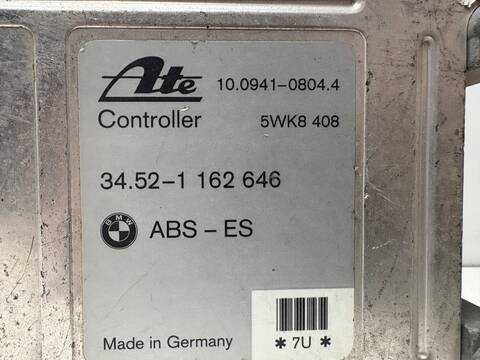 Ate 10.0941-0804.4
Controller 5WK8 408
34.52-1 162 646
BMW ABS - ES
Made in Germany * 7U *